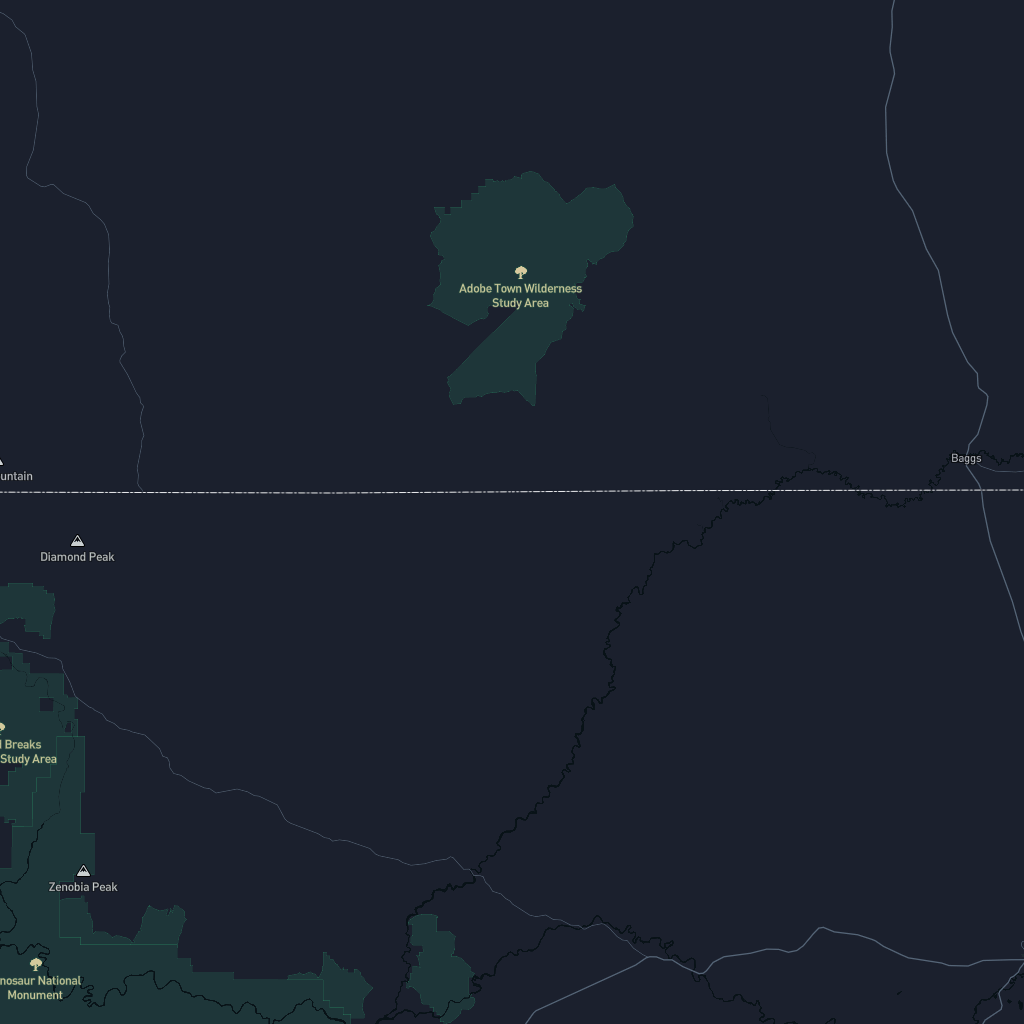 Adobe Town Wilderness
Study Area
Baggs
untain
Diamond Peak
l Breaks
Study Area
Zenobia Peak
nosaur National
Monument